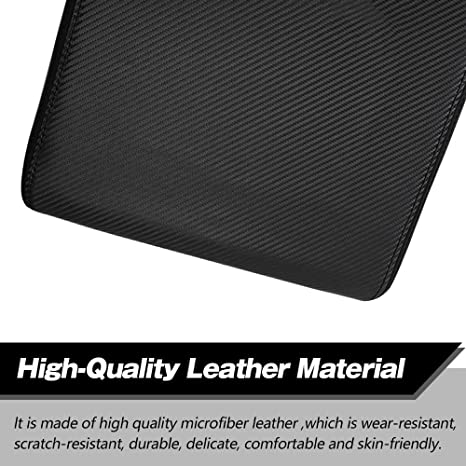 High-Quality Leather Material
It is made of high quality microfiber leather ,which is wear-resistant,
scratch-resistant, durable, delicate, comfortable and skin-friendly.